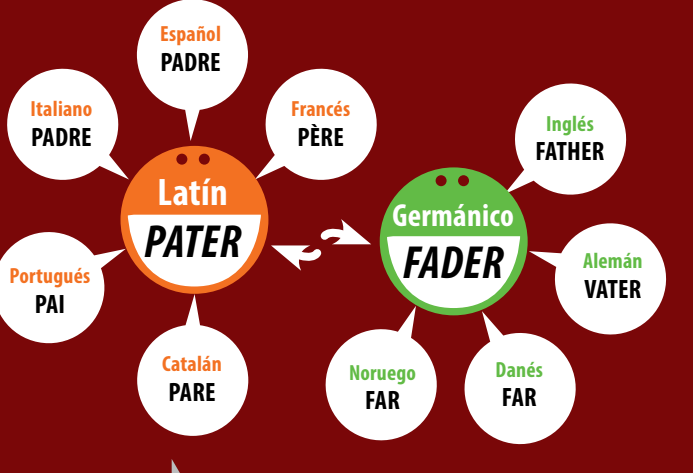 Español
PADRE
Italiano
PADRE
Francés
PÈRE
Inglés
FATHER
Latín
PATER
Germánico
FADER
Portugués
PAI
Alemán
VATER
Catalán
PARE
Noruego
FAR
Danés
FAR